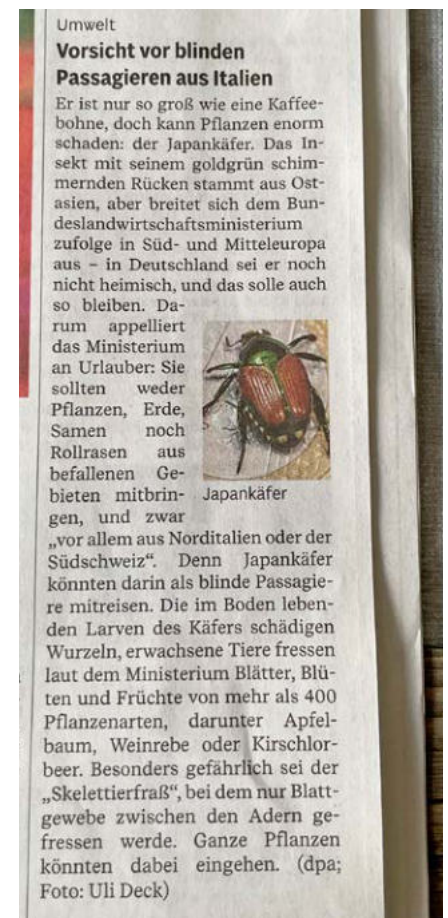 Umwelt
Vorsicht vor blinden
Passagieren aus Italien
Er ist nur so groß wie eine Kaffee-
bohne, doch kann Pflanzen enorm
schaden: der Japankäfer. Das In-
sekt mit seinem goldgrün schim-
mernden Rücken stammt aus Ost-
asien, aber breitet sich dem Bun-
deslandwirtschaftsministerium
zufolge in Süd- und Mitteleuropa
aus – in Deutschland sei er noch
nicht heimisch, und das solle auch
so bleiben. Da-
rum appelliert
das Ministerium
an Urlauber: Sie
sollten weder
Pflanzen, Erde,
Samen noch
Rollrasen aus
befallenen Ge-
bieten mitbrin-
gen, und zwar
Japankäfer
„vor allem aus Norditalien oder der
Südschweiz“. Denn Japankäfer
könnten darin als blinde Passagie-
re mitreisen. Die im Boden leben-
den Larven des Käfers schädigen
Wurzeln, erwachsene Tiere fressen
laut dem Ministerium Blätter, Blü-
ten und Früchte von mehr als 400
Pflanzenarten, darunter Apfel-
baum, Weinrebe oder Kirschlor-
beer. Besonders gefährlich sei der
„Skelettierfraß“, bei dem nur Blatt-
gewebe zwischen den Adern ge-
fressen werde. Ganze Pflanzen
könnten dabei eingehen. (dpa;
Foto: Uli Deck)